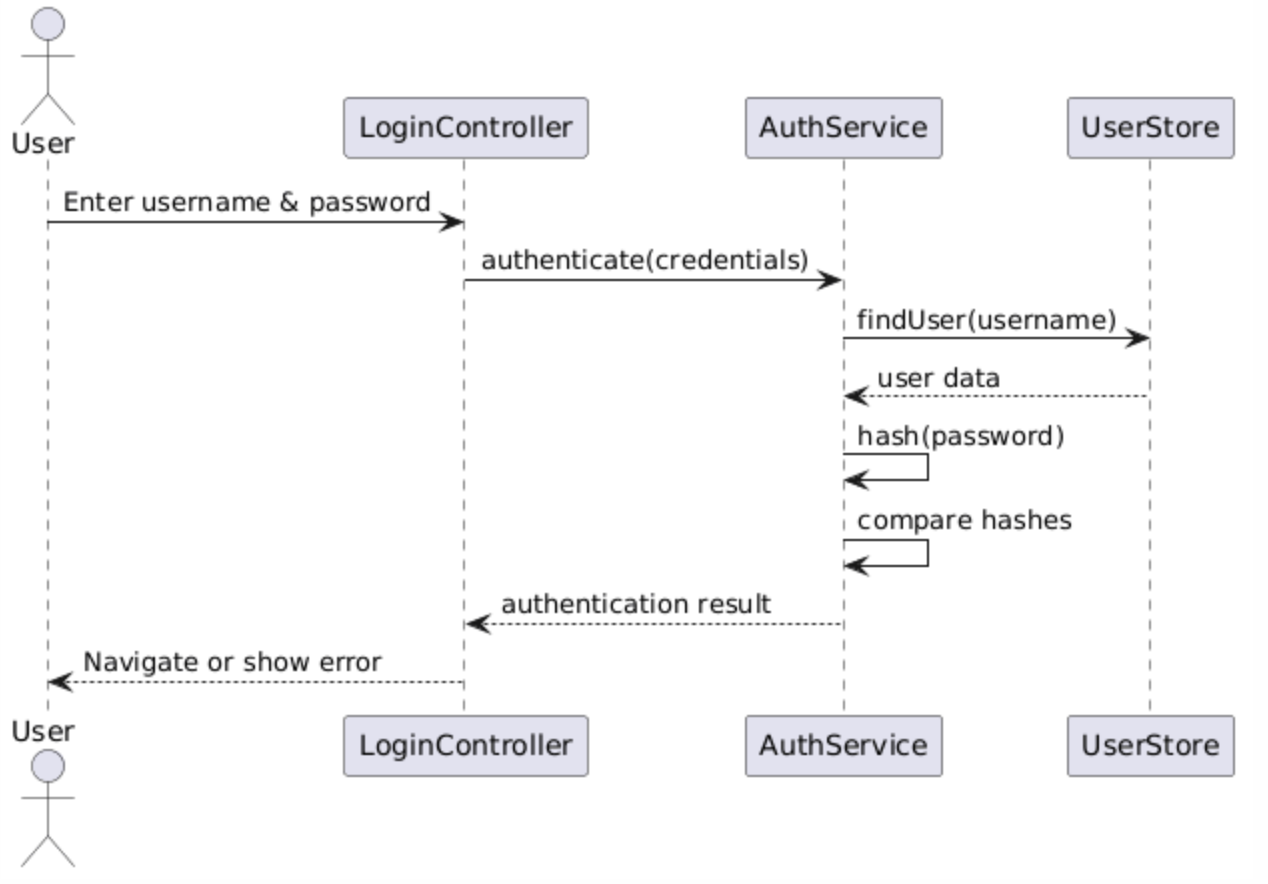 User
LoginController
AuthService
UserStore
Enter username & password
authenticate(credentials)
findUser(username)
user data
hash(password)
compare hashes
authentication result
Navigate or show error
User
LoginController
AuthService
UserStore